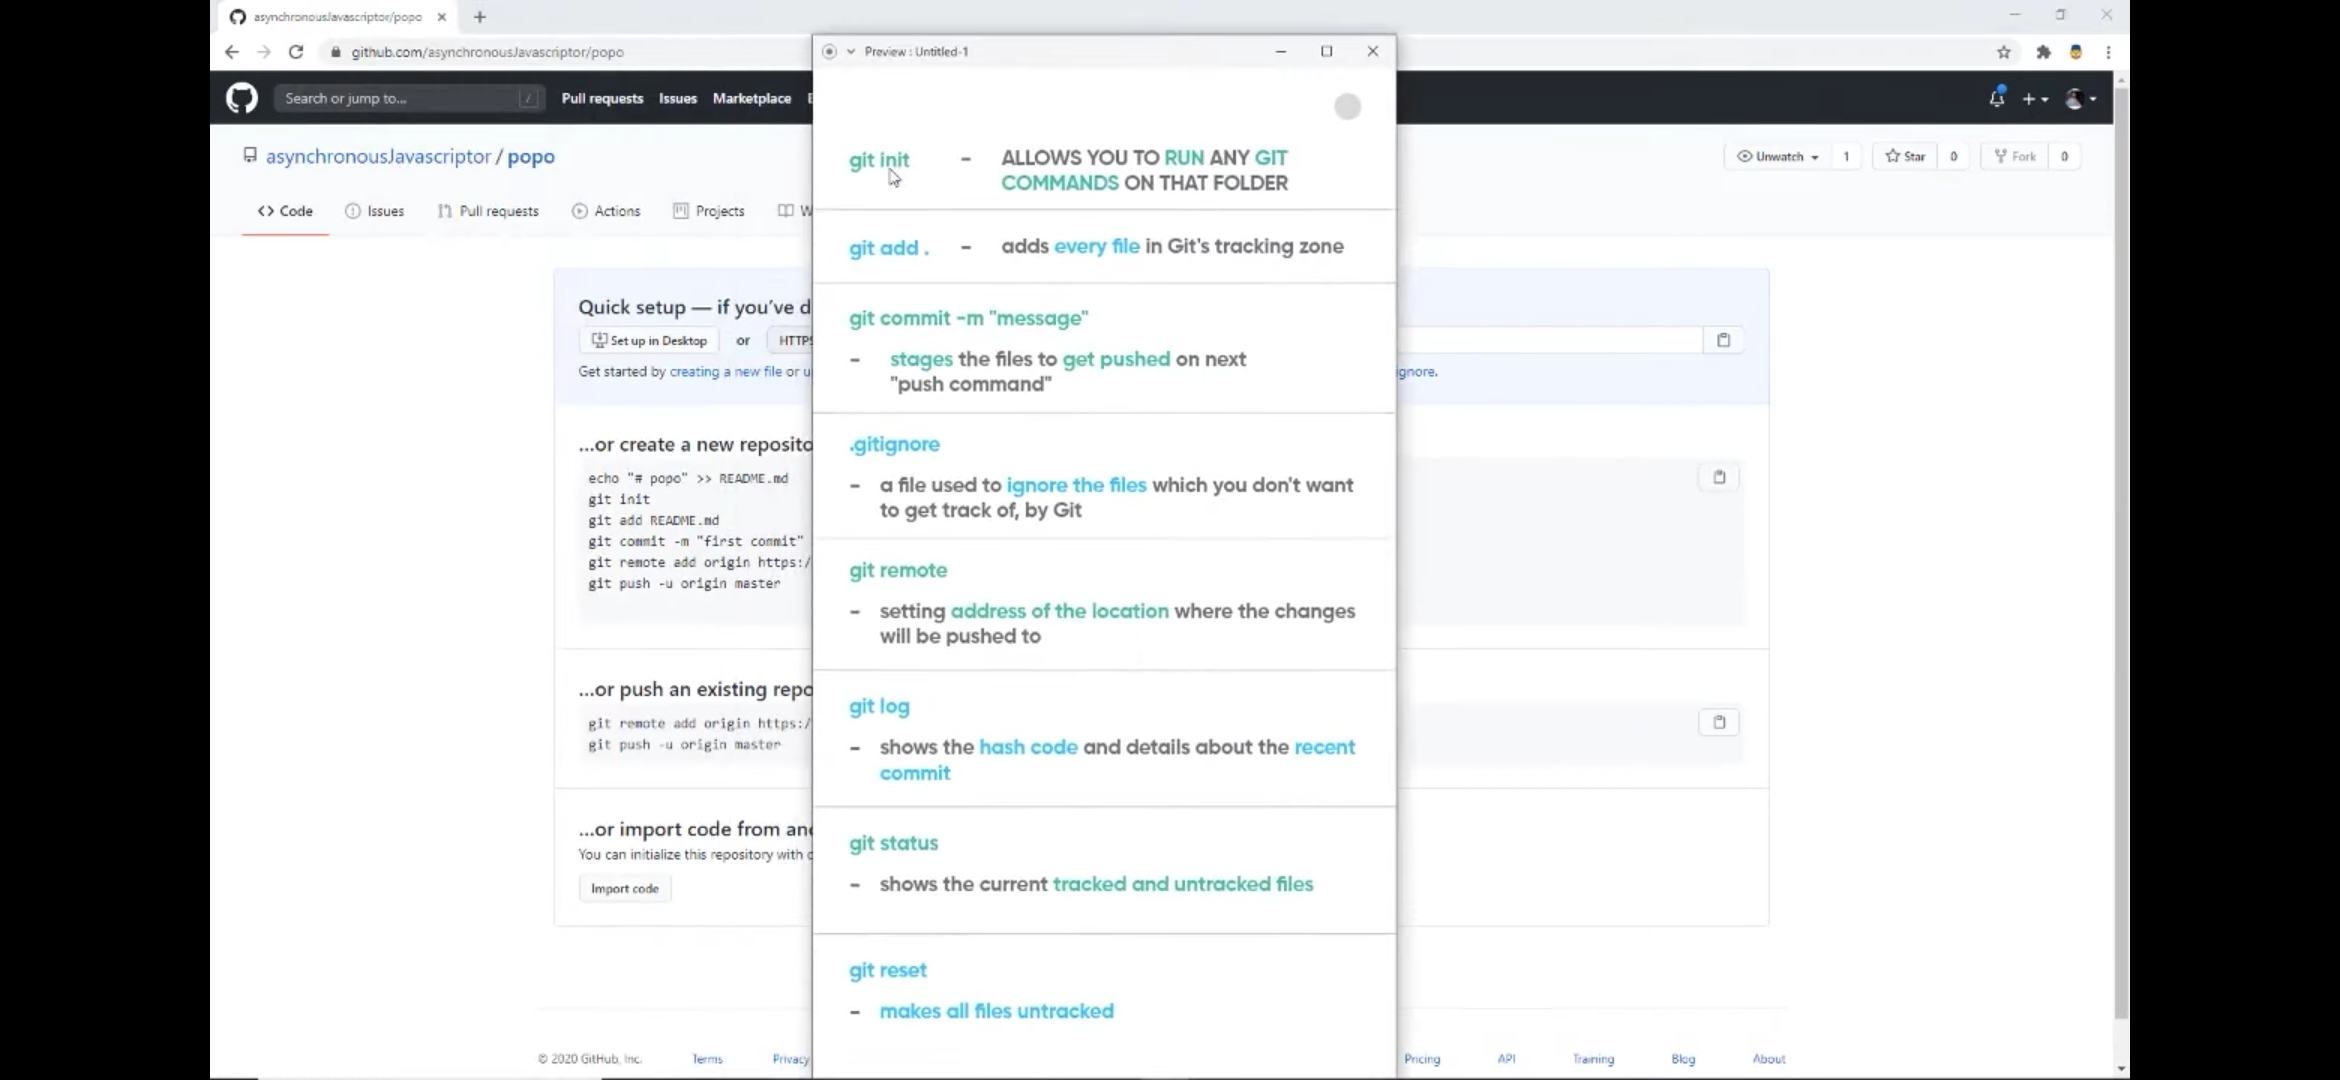 asynchronousJavascriptor/popo
github.com/asynchronousJavascriptor/popo
Preview : Untitled-1
Search or jump to...
/
Pull requests Issues Marketplace
asynchronousJavascriptor / popo
Unwatch 1 Star 0 Fork 0
Code Issues Pull requests Actions Projects W
git init - ALLOWS YOU TO RUN ANY GIT
COMMANDS ON THAT FOLDER
git add . - adds every file in Git's tracking zone
git commit -m "message"
- stages the files to get pushed on next
"push command"
.gitignore
- a file used to ignore the files which you don't want
to get track of, by Git
git remote
- setting address of the location where the changes
will be pushed to
git log
- shows the hash code and details about the recent
commit
git status
- shows the current tracked and untracked files
git reset
- makes all files untracked
Quick setup — if you've d
Set up in Desktop or HTTPS
Get started by creating a new file or u
gnore.
...or create a new reposito
echo "# popo" >> README.md
git init
git add README.md
git commit -m "first commit"
git remote add origin https:/
git push -u origin master
...or push an existing repo
git remote add origin https:/
git push -u origin master
...or import code from ano
You can initialize this repository with c
Import code
© 2020 GitHub, Inc. Terms Privacy
Pricing API Training Blog About